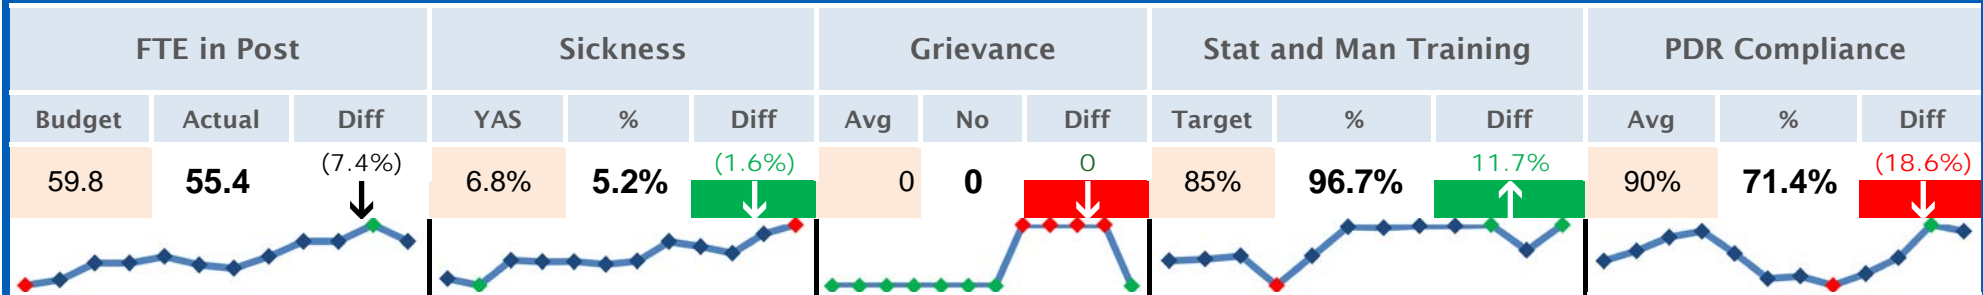 FTE in Post Sickness Grievance Stat and Man Training PDR Compliance
Budget Actual Diff YAS % Diff Avg No Diff Target % Diff Avg % Diff
59.8 55.4 (7.4%) 6.8% 5.2% (1.6%) 0 0 0 85% 96.7% 11.7% 90% 71.4% (18.6%)